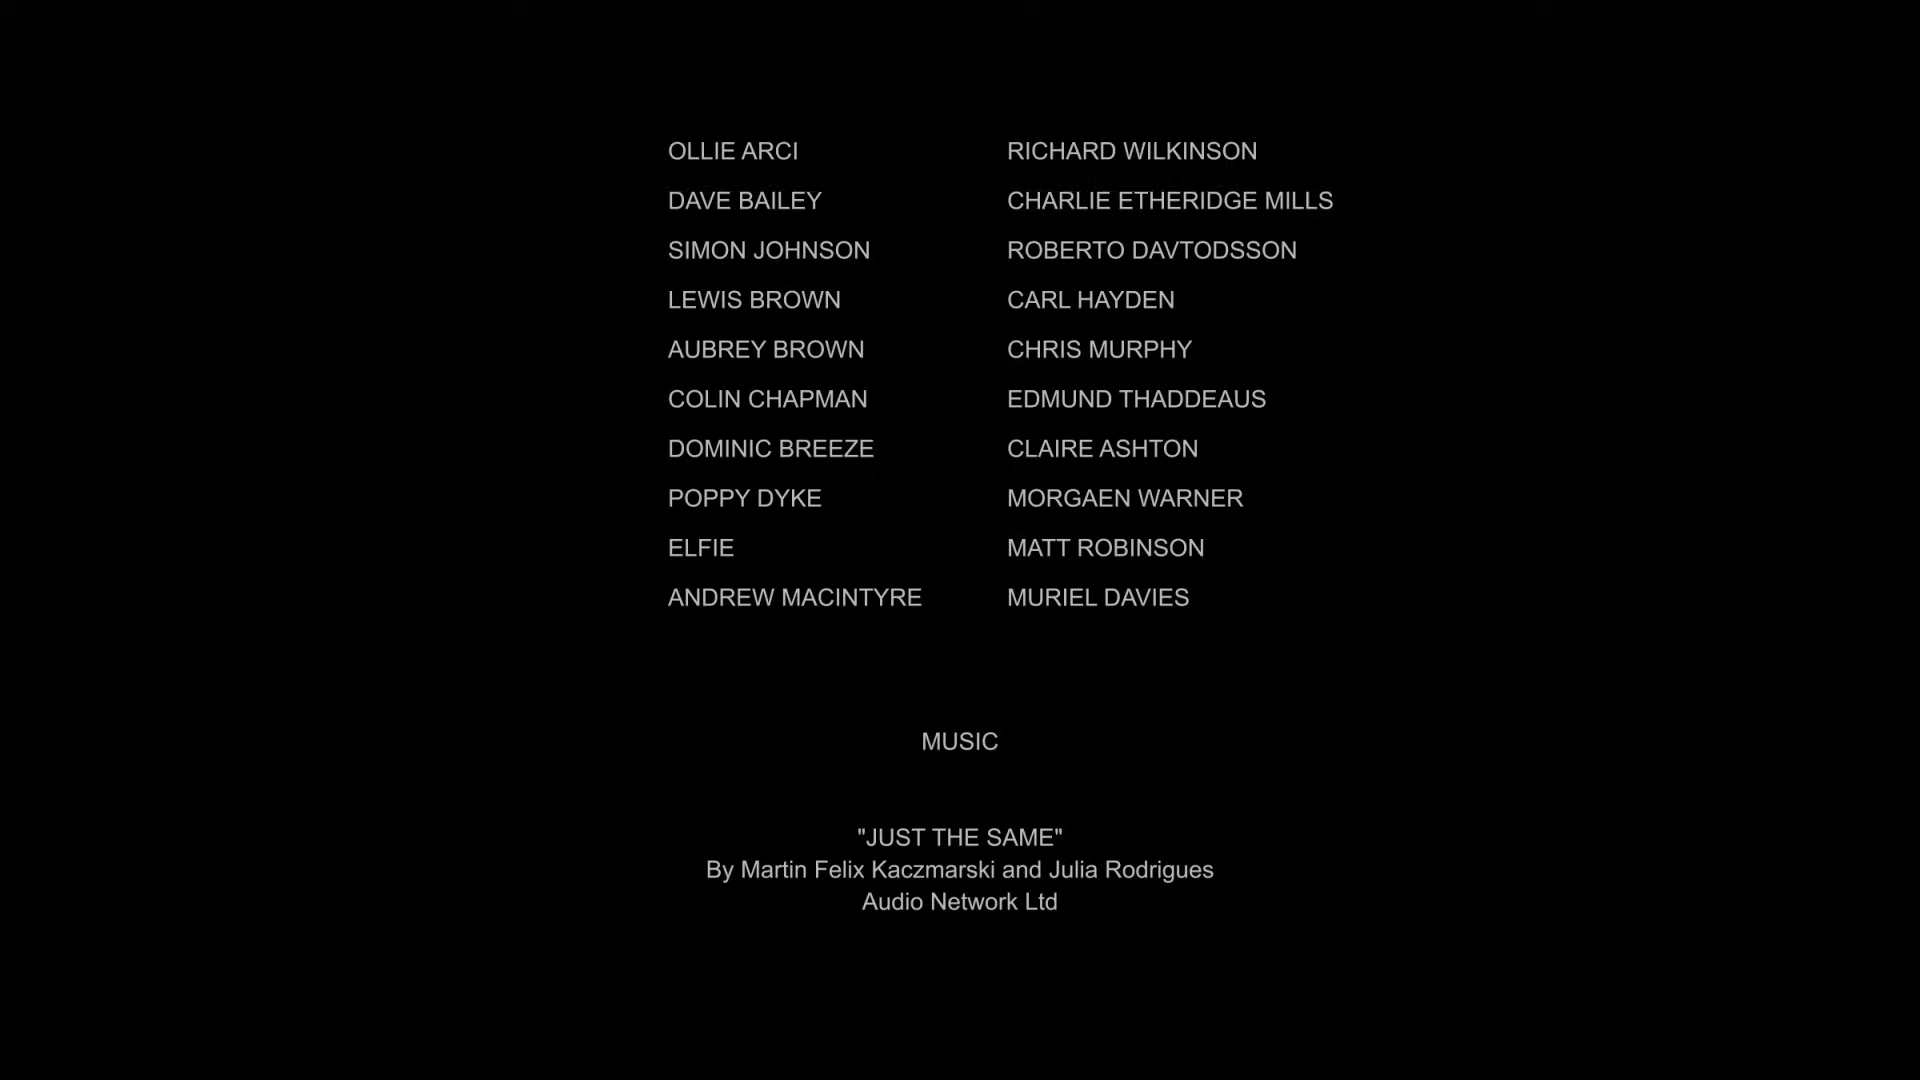 OLLIE ARCI RICHARD WILKINSON
DAVE BAILEY CHARLIE ETHERIDGE MILLS
SIMON JOHNSON ROBERTO DAVTODSSON
LEWIS BROWN CARL HAYDEN
AUBREY BROWN CHRIS MURPHY
COLIN CHAPMAN EDMUND THADDEAUS
DOMINIC BREEZE CLAIRE ASHTON
POPPY DYKE MORGAEN WARNER
ELFIE MATT ROBINSON
ANDREW MACINTYRE MURIEL DAVIES
MUSIC
"JUST THE SAME"
By Martin Felix Kaczmarski and Julia Rodrigues
Audio Network Ltd